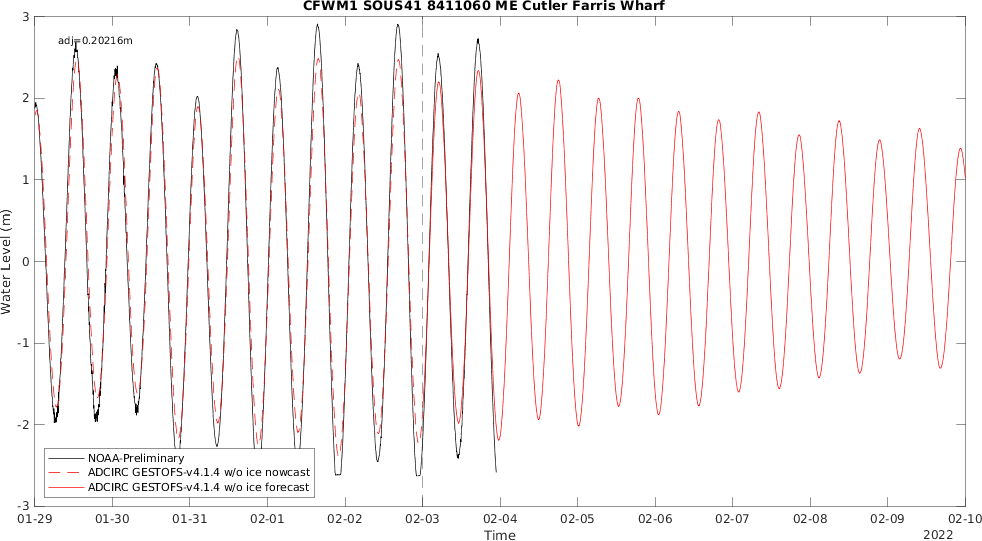 CFWM1 SOUS41 8411060 ME Cutler Farris Wharf
adj=0.20216m
3
2
1
0
-1
-2
-3
Water Level (m)
NOAA-Preliminary
ADCIRC GESTOFS-v4.1.4 w/o ice nowcast
ADCIRC GESTOFS-v4.1.4 w/o ice forecast
01-29 01-30 01-31 02-01 02-02 02-03 02-04 02-05 02-06 02-07 02-08 02-09 02-10
Time
2022